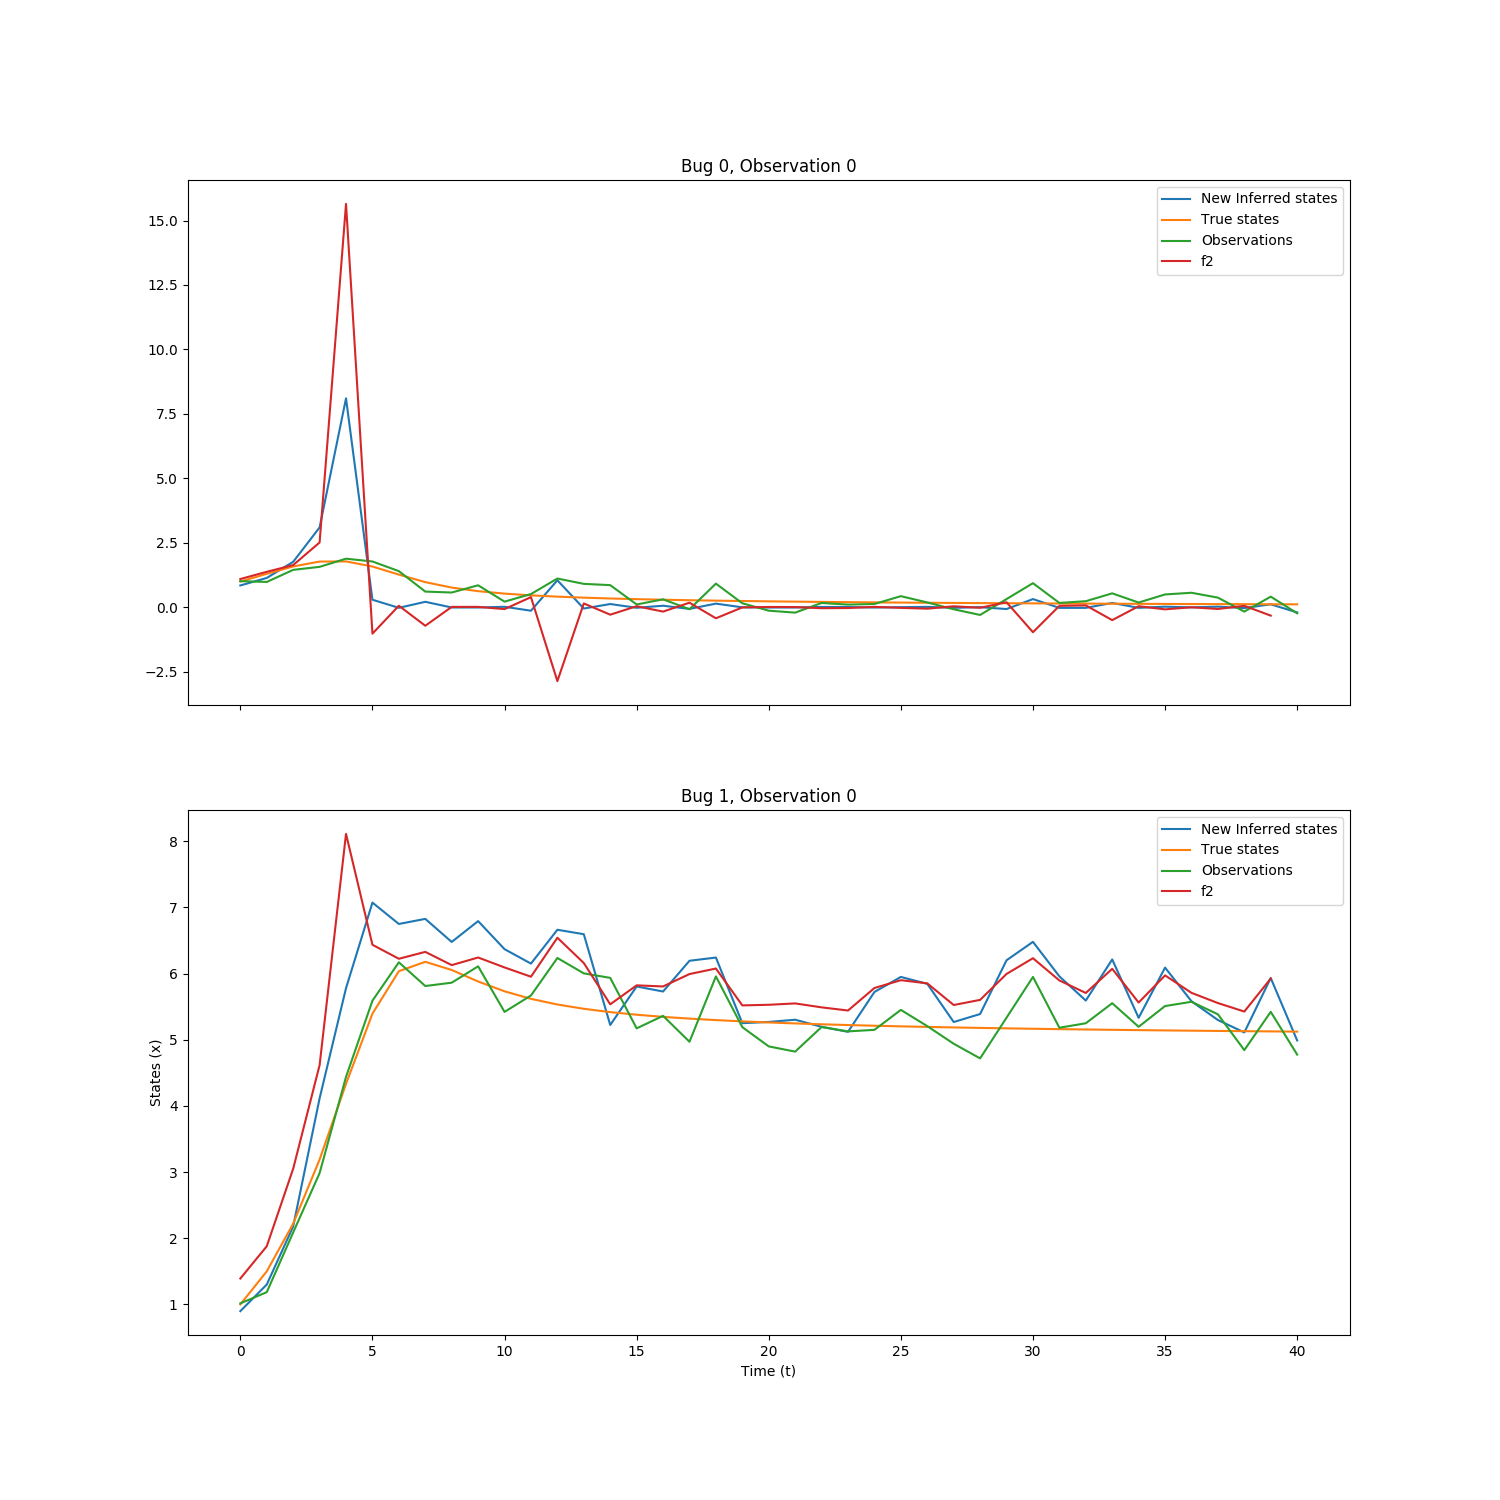 Bug 0, Observation 0
New Inferred states
True states
Observations
f2
15.0
12.5
10.0
7.5
5.0
2.5
0.0
−2.5
Bug 1, Observation 0
New Inferred states
True states
Observations
f2
8
7
6
5
4
3
2
1
States (x)
0 5 10 15 20 25 30 35 40
Time (t)